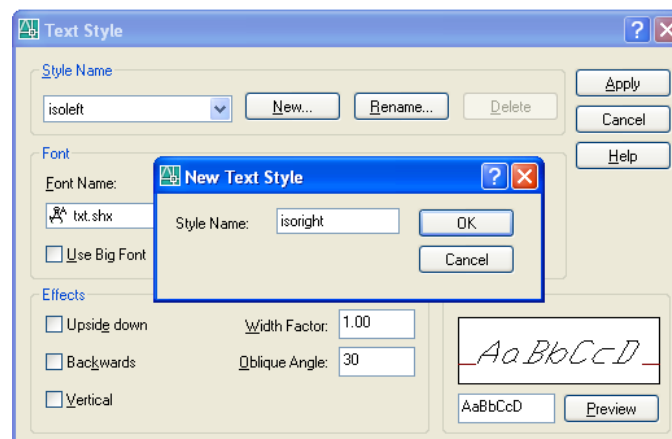 Text Style
Style Name
isoleft New... Rename... Delete Apply
Cancel
Help
Font
Font Name:
txt.shx
Use Big Font
New Text Style
Style Name: isoright OK
Cancel
Effects
Upside down Width Factor: 1.00
Backwards Oblique Angle: 30
Vertical
AaBbCcD
AaBbCcD Preview